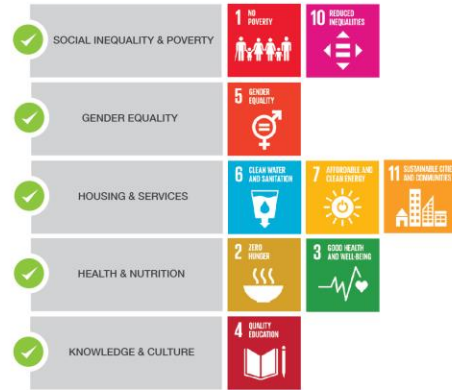 SOCIAL INEQUALITY & POVERTY
1 NO
POVERTY
10 REDUCED
INEQUALITIES
GENDER EQUALITY
5 GENDER
EQUALITY
HOUSING & SERVICES
6 CLEAN WATER
AND SANITATION
7 AFFORDABLE AND
CLEAN ENERGY
11 SUSTAINABLE CITIES
AND COMMUNITIES
HEALTH & NUTRITION
2 ZERO
HUNGER
3 GOOD HEALTH
AND WELL-BEING
KNOWLEDGE & CULTURE
4 QUALITY
EDUCATION